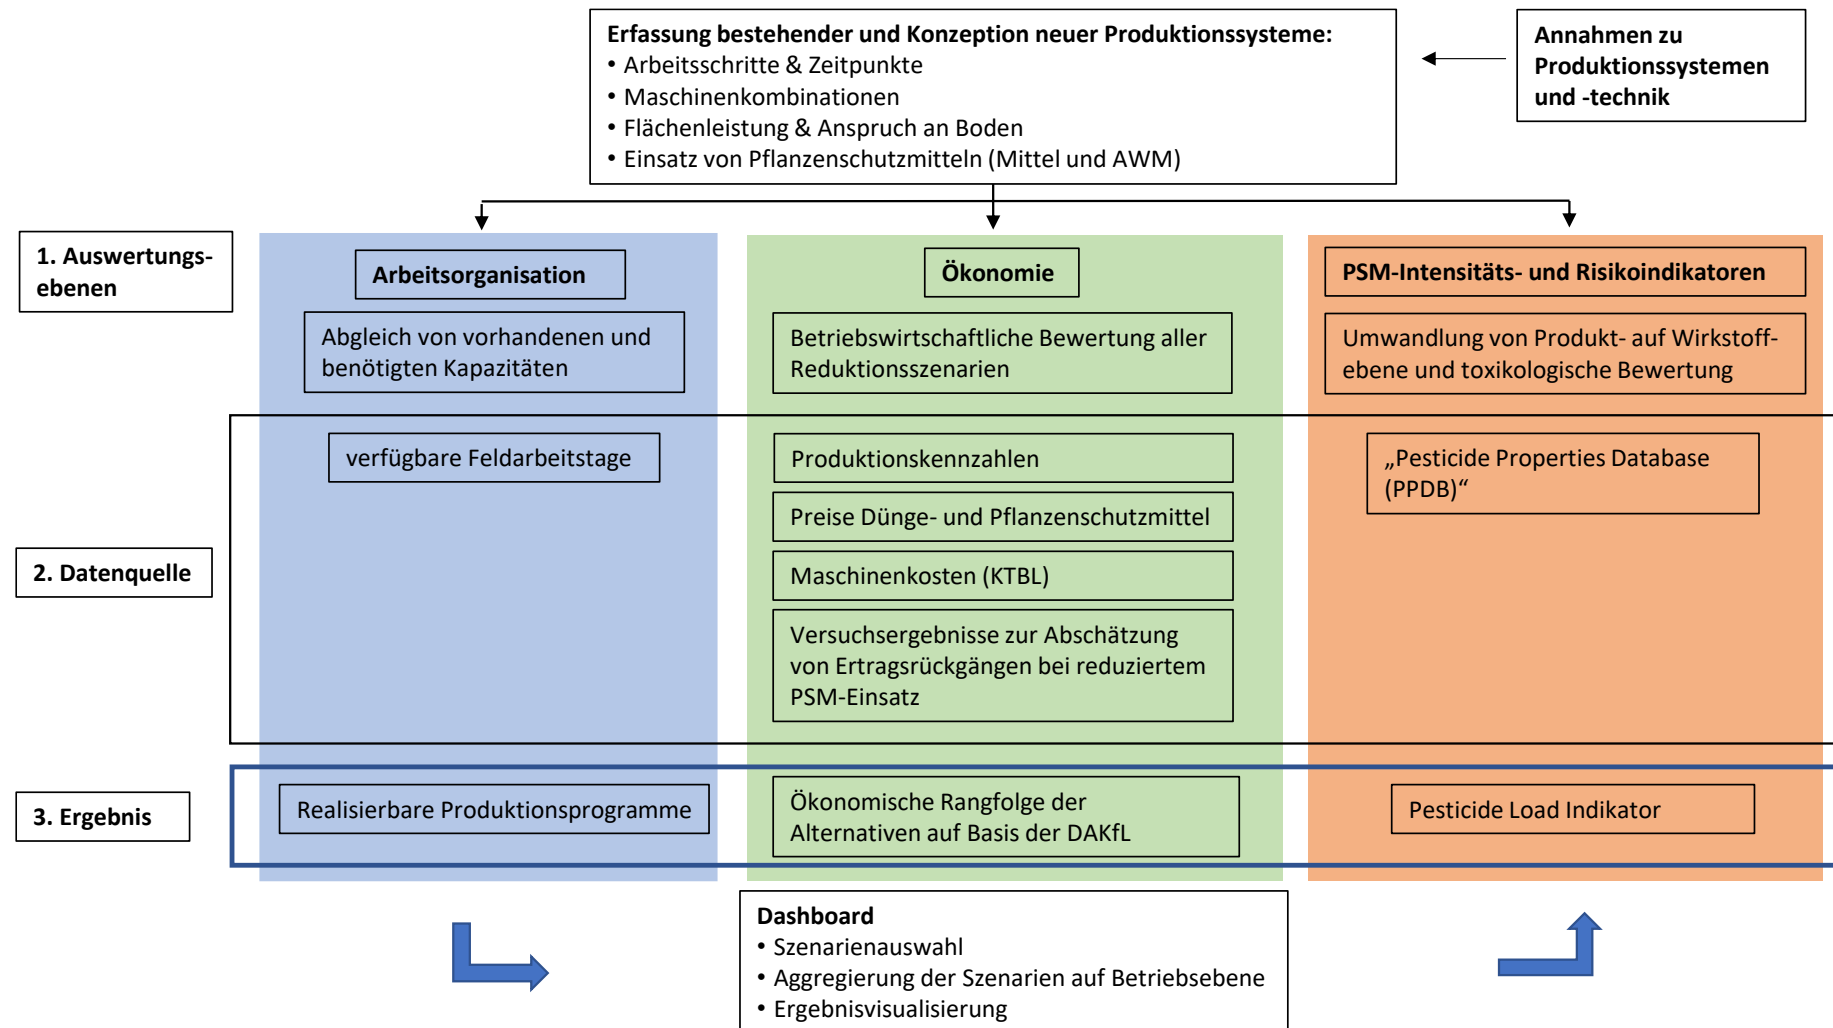 Erfassung bestehender und Konzeption neuer Produktionssysteme:
• Arbeitsschritte & Zeitpunkte
• Maschinenkombinationen
• Flächenleistung & Anspruch an Boden
• Einsatz von Pflanzenschutzmitteln (Mittel und AWM)
Annahmen zu
Produktionssystemen
und -technik
1. Auswertungs-
ebenen
Arbeitsorganisation
Ökonomie
PSM-Intensitäts- und Risikoindikatoren
Abgleich von vorhandenen und
benötigten Kapazitäten
Betriebswirtschaftliche Bewertung aller
Reduktionsszenarien
Umwandlung von Produkt- auf Wirkstoff-
ebene und toxikologische Bewertung
2. Datenquelle
verfügbare Feldarbeitstage
Produktionskennzahlen
Preise Dünge- und Pflanzenschutzmittel
Maschinenkosten (KTBL)
Versuchsergebnisse zur Abschätzung
von Ertragsrückgängen bei reduziertem
PSM-Einsatz
„Pesticide Properties Database
(PPDB)“
3. Ergebnis
Realisierbare Produktionsprogramme
Ökonomische Rangfolge der
Alternativen auf Basis der DAKfL
Pesticide Load Indikator
Dashboard
• Szenarienauswahl
• Aggregierung der Szenarien auf Betriebsebene
• Ergebnisvisualisierung